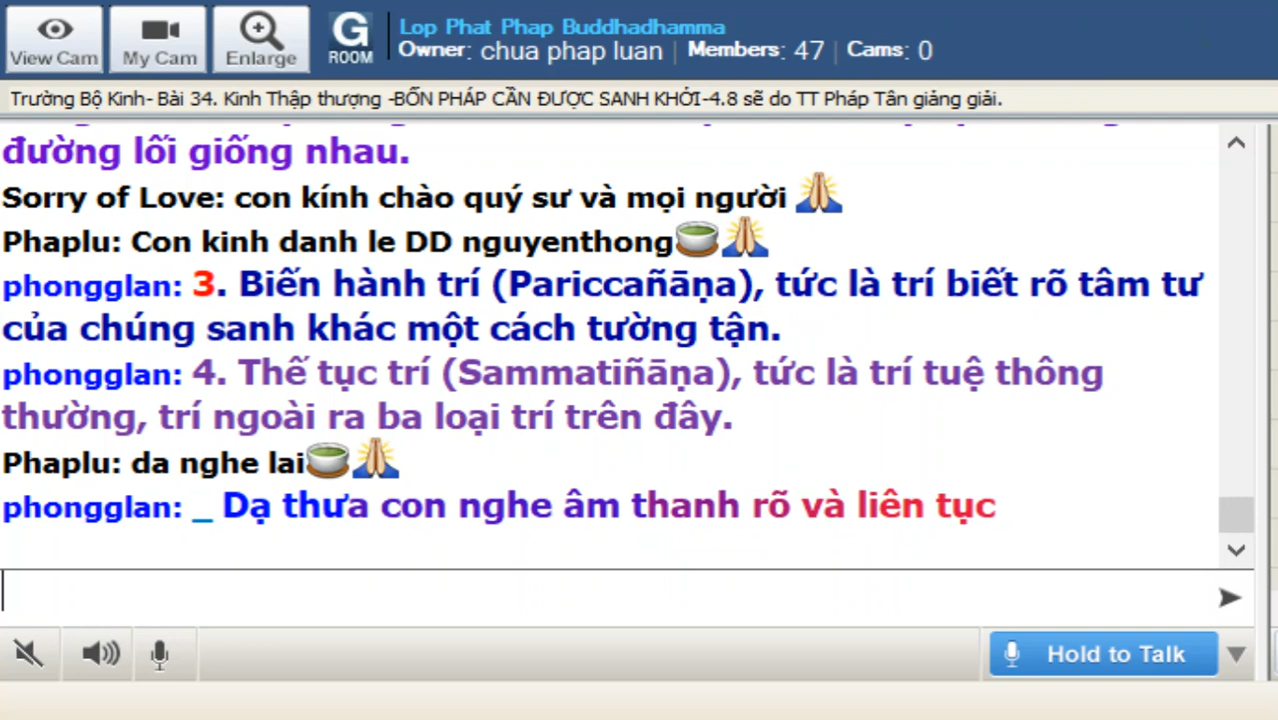 Lop Phat Phap Buddhadhamma
View Cam
My Cam
Enlarge
G
ROOM
Owner: chua phap luan | Members: 47 | Cams: 0
Trường Bộ Kinh- Bài 34. Kinh Thập thượng -BỐN PHÁP CẦN ĐƯỢC SANH KHỞI-4.8 sẽ do TT Pháp Tân giảng giải.
đường lối giống nhau.
Sorry of Love: con kính chào quý sư và mọi người
Phaplu: Con kinh danh le DD nguyenthong
phongglan: 3. Biến hành trí (Pariccañāṇa), tức là trí biết rõ tâm tư
của chúng sanh khác một cách tường tận.
phongglan: 4. Thế tục trí (Sammatiñāṇa), tức là trí tuệ thông
thường, trí ngoài ra ba loại trí trên đây.
Phaplu: da nghe lai
phongglan: _ Dạ thưa con nghe âm thanh rõ và liên tục
Hold to Talk